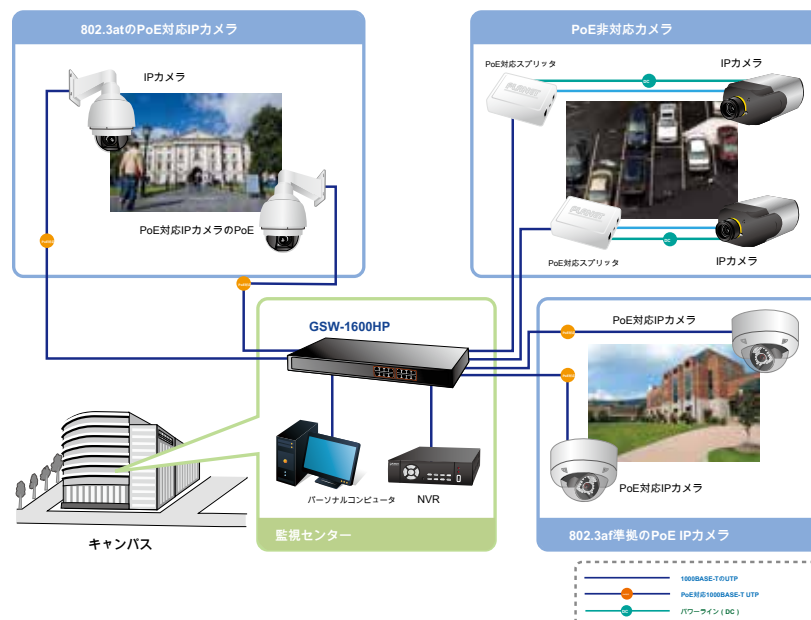 802.3atのPoE対応IPカメラ
IPカメラ
PoE対応IPカメラのPoE
PoE非対応カメラ
PoE対応スプリッタ
IPカメラ
DC
PLANET
PoE対応スプリッタ
IPカメラ
DC
PLANET
GSW-1600HP
パーソナルコンピュータ
NVR
監視センター
キャンパス
PoE対応IPカメラ
PoE対応IPカメラ
802.3af準拠のPoE IPカメラ
1000BASE-TのUTP
PoE対応1000BASE-T UTP
DC
パワーライン ( DC )